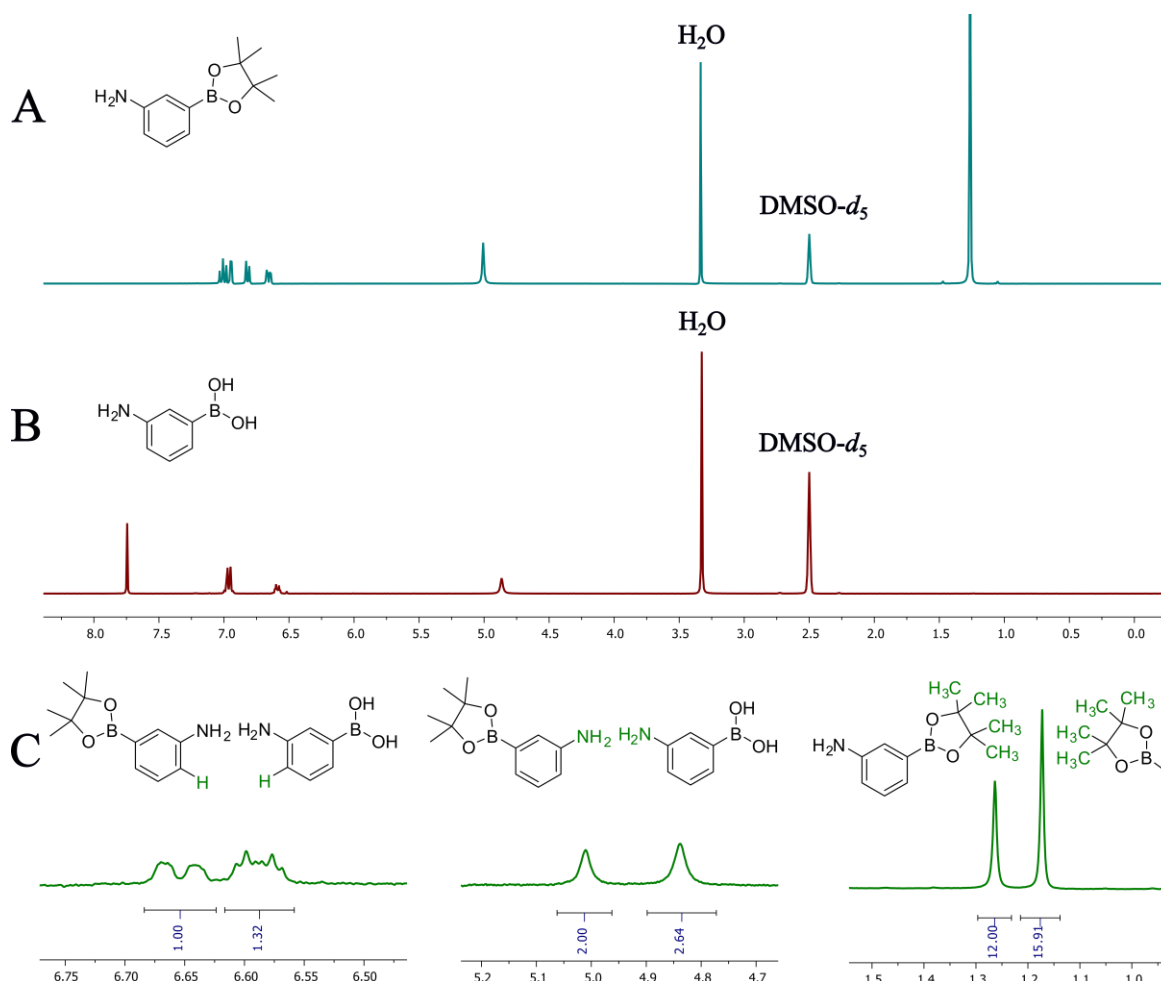 A
H₂N
B
O
O
H₂O
DMSO-d₅
B
H₂N
OH
B
OH
H₂O
DMSO-d₅
8.0 7.5 7.0 6.5 6.0 5.5 5.0 4.5 4.0 3.5 3.0 2.5 2.0 1.5 1.0 0.5 0.0
C
O
B
O
NH₂
H
H₂N
OH
B
OH
H
1.00
1.32
6.75 6.70 6.65 6.60 6.55 6.50
O
B
O
NH₂
H₂N
OH
B
OH
2.00
2.64
5.2 5.1 5.0 4.9 4.8 4.7
H₂N
B
O
O
H₃C
CH₃
CH₃
CH₃
H₃C
CH₃
H₃C
H₃C
O
O
B
12.00
15.91
1.5 1.4 1.3 1.2 1.1 1.0